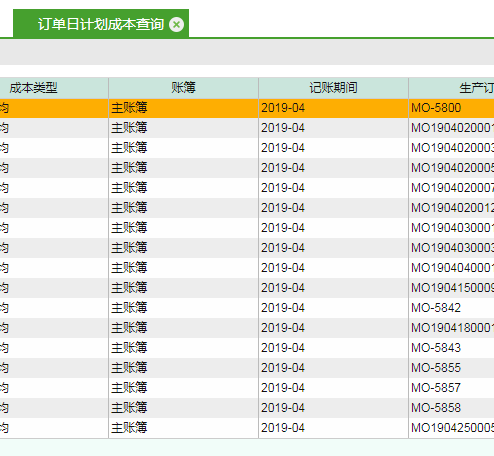 订单日计划成本查询
成本类型 账簿 记账期间 生产订
均 主账簿 2019-04 MO-5800
均 主账簿 2019-04 MO1904020001
均 主账簿 2019-04 MO1904020003
均 主账簿 2019-04 MO1904020005
均 主账簿 2019-04 MO1904020007
均 主账簿 2019-04 MO1904020012
均 主账簿 2019-04 MO1904030001
均 主账簿 2019-04 MO1904030003
均 主账簿 2019-04 MO1904040001
均 主账簿 2019-04 MO1904150009
均 主账簿 2019-04 MO-5842
均 主账簿 2019-04 MO1904180001
均 主账簿 2019-04 MO-5843
均 主账簿 2019-04 MO-5855
均 主账簿 2019-04 MO-5857
均 主账簿 2019-04 MO-5858
均 主账簿 2019-04 MO1904250005